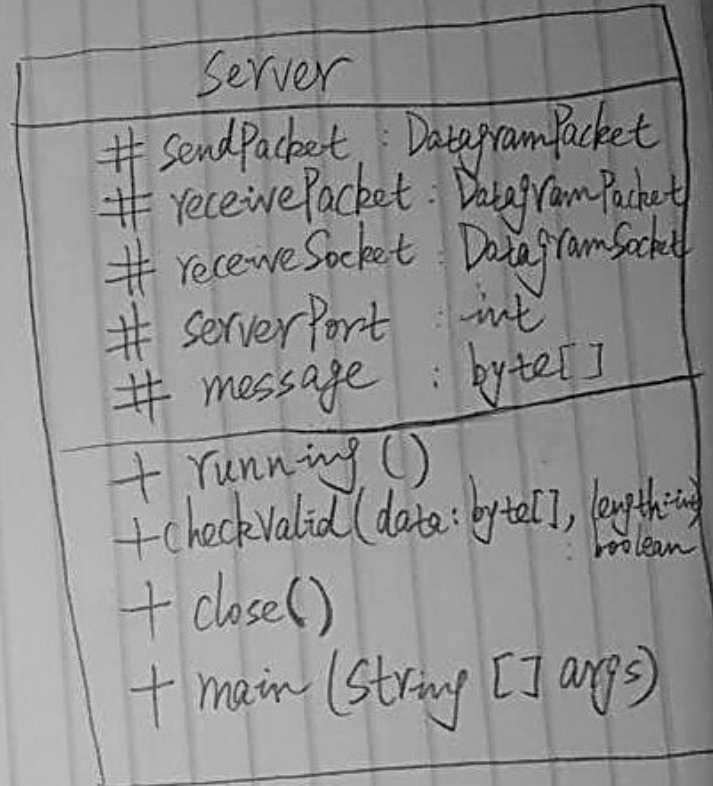 Server
# sendPacket : DatagramPacket
# receivePacket : DatagramPacket
# receiveSocket : DatagramSocket
# serverPort : int
# message : byte[]
+ running ()
+ checkValid (data: byte[], length:int)
: boolean
+ close()
+ main (String [] args)